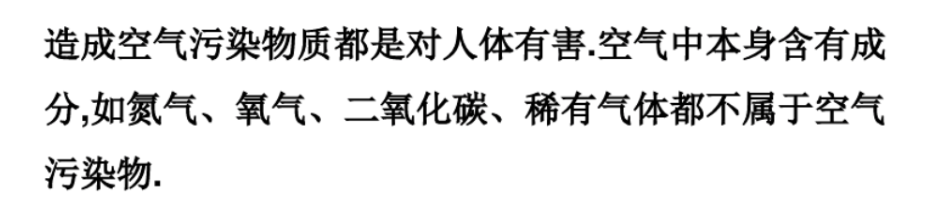 造成空气污染物质都是对人体有害.空气中本身含有成
分,如氮气、氧气、二氧化碳、稀有气体都不属于空气
污染物.